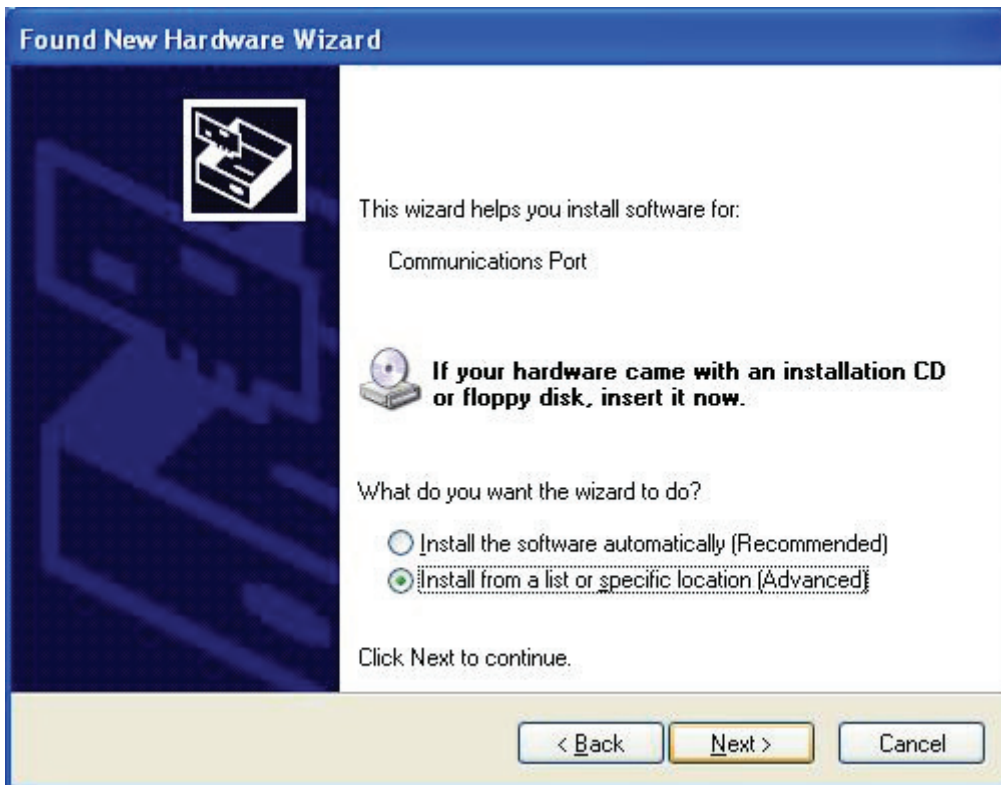 Found New Hardware Wizard
This wizard helps you install software for:
Communications Port
If your hardware came with an installation CD
or floppy disk, insert it now.
What do you want the wizard to do?
Install the software automatically (Recommended)
Install from a list or specific location (Advanced)
Click Next to continue.
< Back Next > Cancel